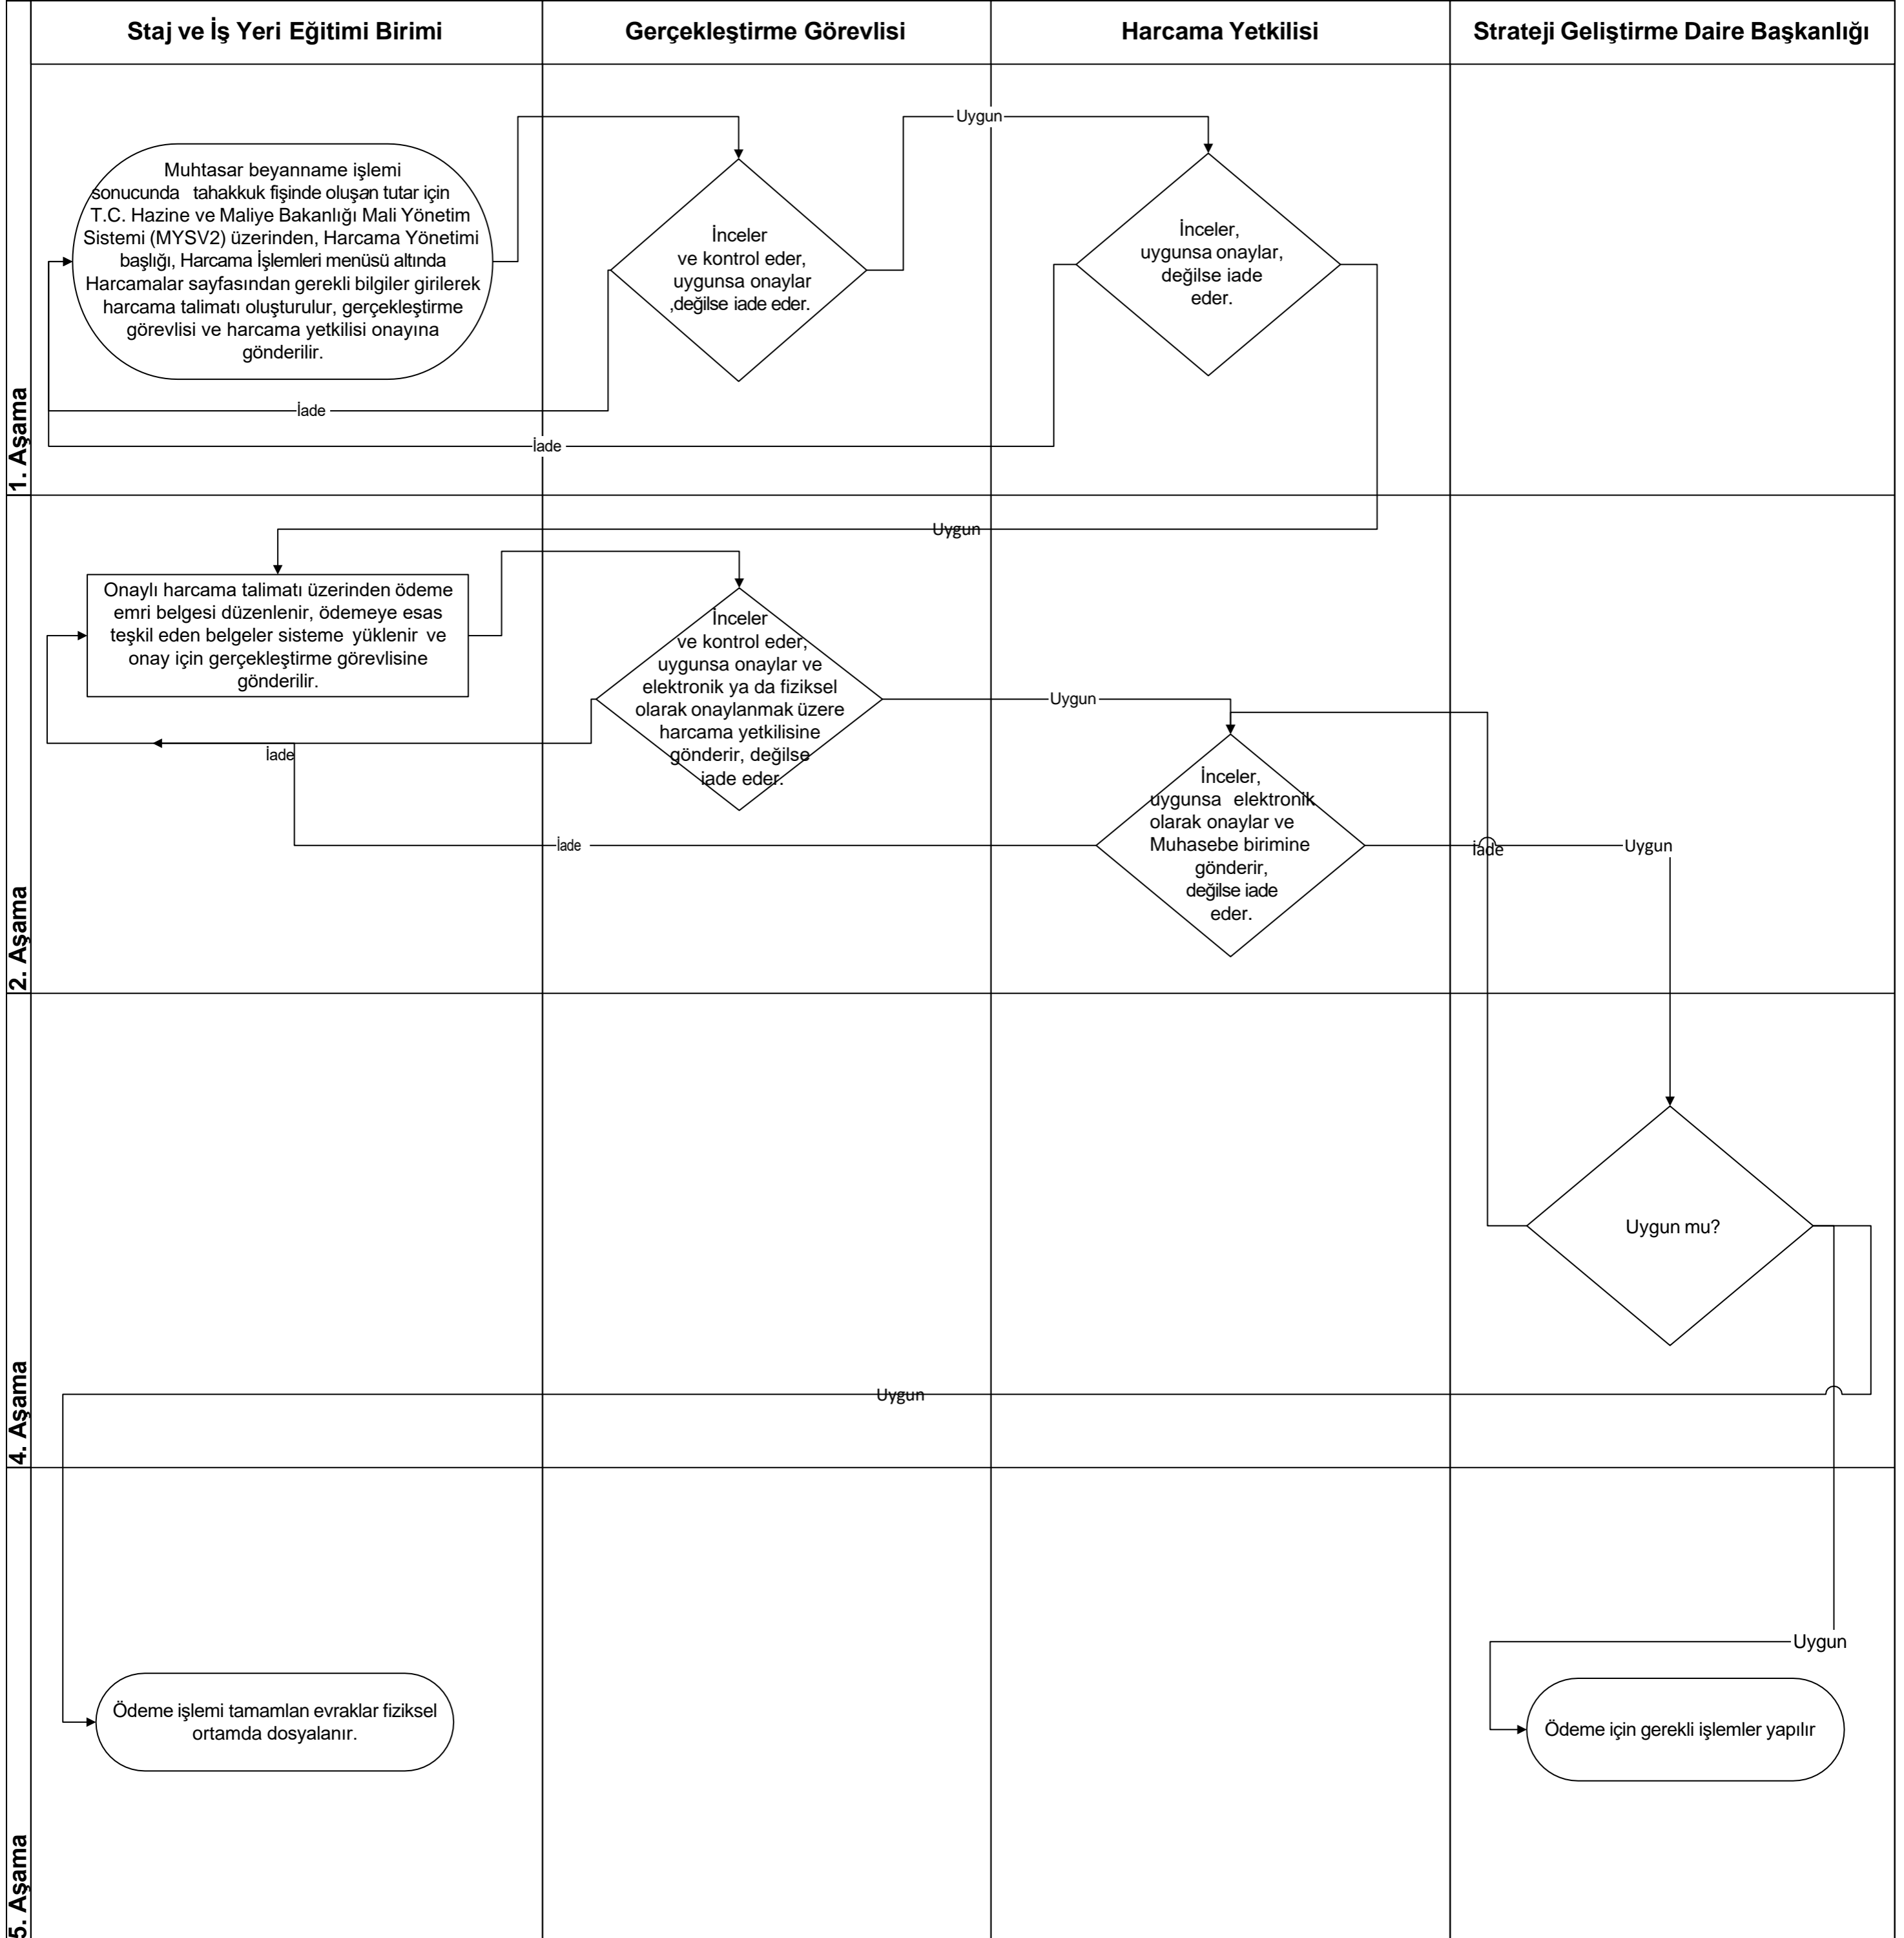 Staj ve İş Yeri Eğitimi Birimi
Gerçekleştirme Görevlisi
Harcama Yetkilisi
Strateji Geliştirme Daire Başkanlığı
1. Aşama
Muhtasar beyanname işlemi
sonucunda tahakkuk fişinde oluşan tutar için
T.C. Hazine ve Maliye Bakanlığı Mali Yönetim
Sistemi (MYSV2) üzerinden, Harcama Yönetimi
başlığı, Harcama İşlemleri menüsü altında
Harcamalar sayfasından gerekli bilgiler girilerek
harcama talimatı oluşturulur, gerçekleştirme
görevlisi ve harcama yetkilisi onayına
gönderilir.
İnceler
ve kontrol eder,
uygunsa onaylar
,değilse iade eder.
Uygun
İnceler,
uygunsa onaylar,
değilse iade
eder.
İade
İade
2. Aşama
Uygun
Onaylı harcama talimatı üzerinden ödeme
emri belgesi düzenlenir, ödemeye esas
teşkil eden belgeler sisteme yüklenir ve
onay için gerçekleştirme görevlisine
gönderilir.
İnceler
ve kontrol eder,
uygunsa onaylar ve
elektronik ya da fiziksel
olarak onaylanmak üzere
harcama yetkilisine
gönderir, değilse
iade eder.
Uygun
İade
İnceler,
uygunsa elektronik
olarak onaylar ve
Muhasebe birimine
gönderir,
değilse iade
eder.
İade
İade
Uygun
4. Aşama
Uygun mu?
Uygun
5. Aşama
Uygun
Ödeme işlemi tamamlan evraklar fiziksel
ortamda dosyalanır.
Ödeme için gerekli işlemler yapılır